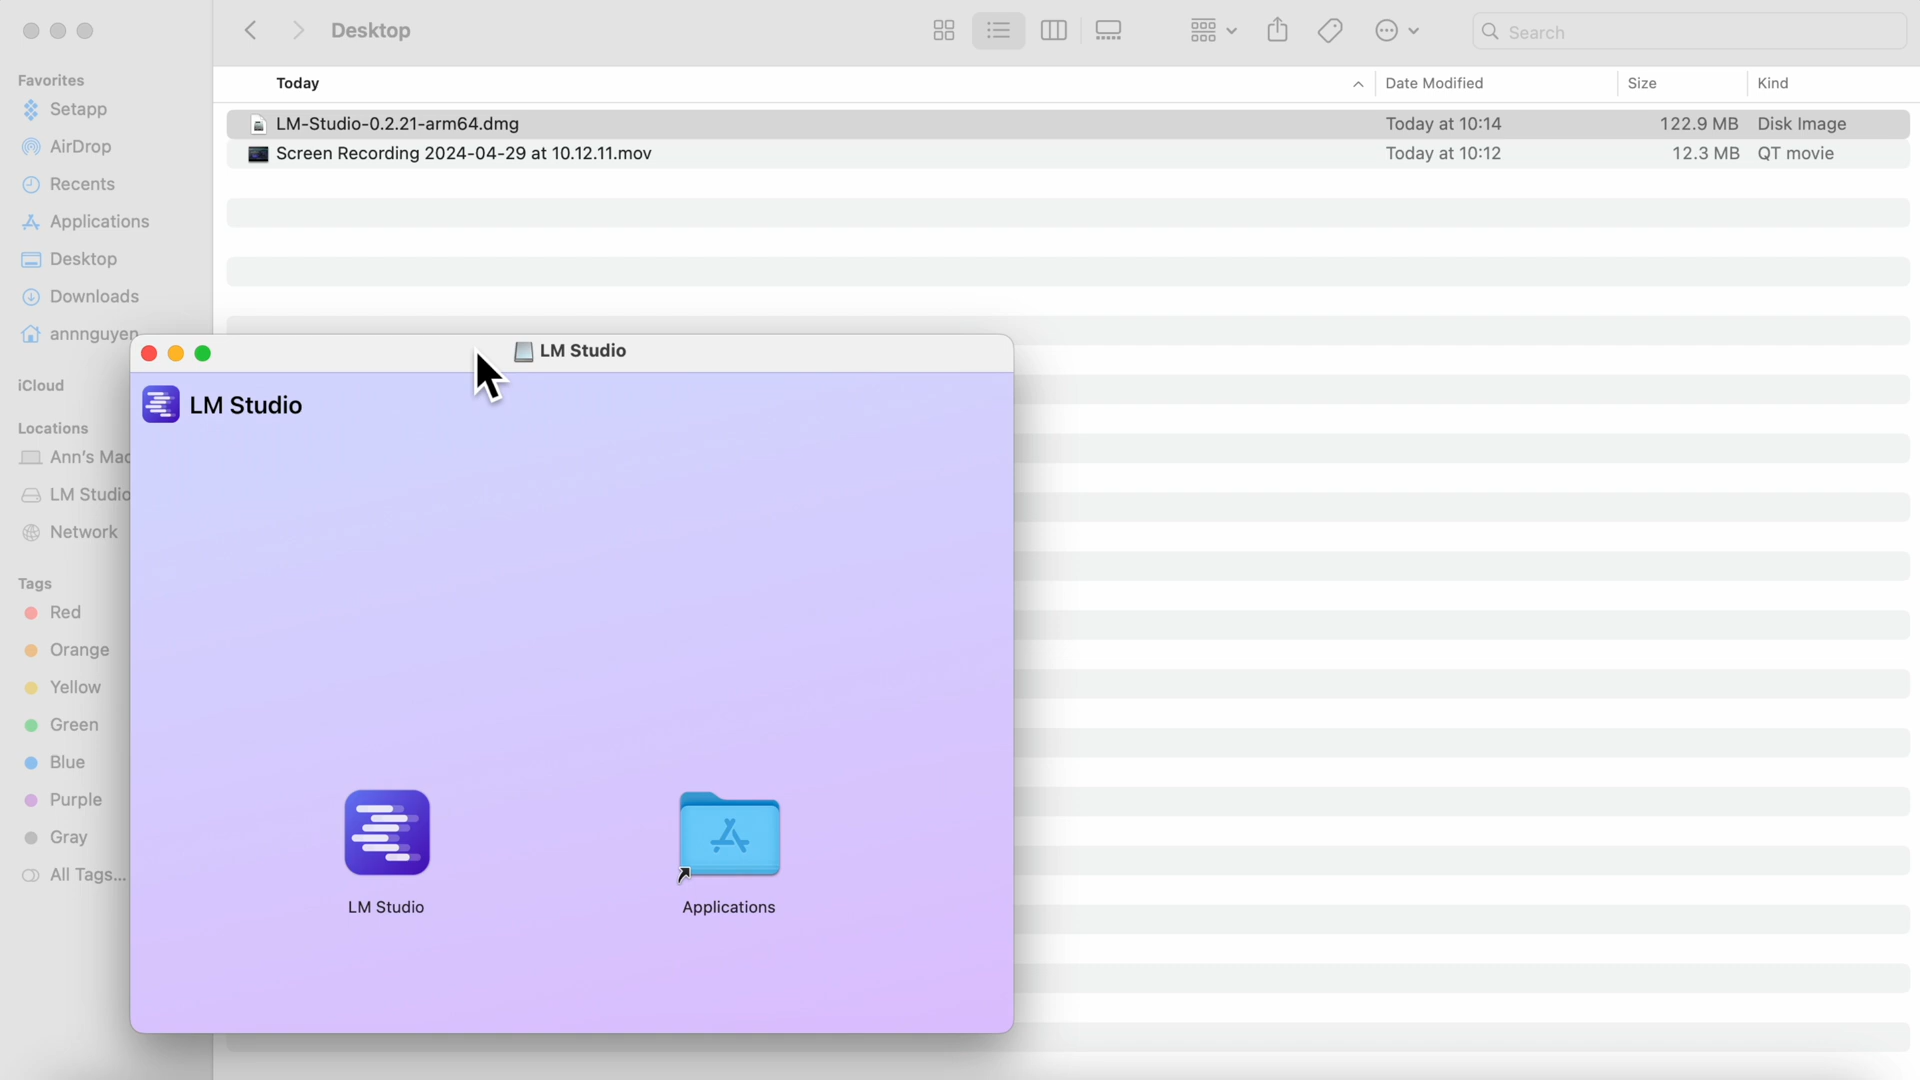 Desktop
Search
Favorites
Setapp
AirDrop
Recents
Applications
Desktop
Downloads
annnguyen
iCloud
Locations
Ann's Mac
LM Studio
Network
Tags
Red
Orange
Yellow
Green
Blue
Purple
Gray
All Tags...
Today Date Modified Size Kind
LM-Studio-0.2.21-arm64.dmg Today at 10:14 122.9 MB Disk Image
Screen Recording 2024-04-29 at 10.12.11.mov Today at 10:12 12.3 MB QT movie
LM Studio
LM Studio
LM Studio
Applications